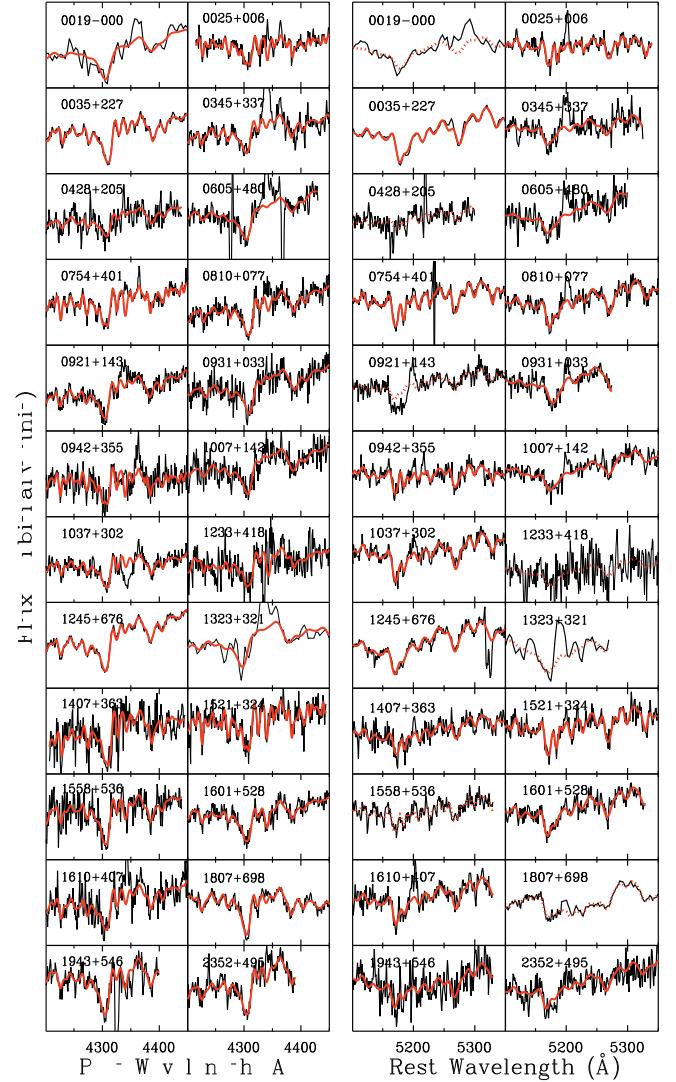 0019-000 0025+006 0019-000 0025+006
0035+227 0345+337 0035+227 0345+337
0428+205 0605+480 0428+205 0605+480
0754+401 0810+077 0754+401 0810+077
0921+143 0931+033 0921+143 0931+033
0942+355 1007+142 0942+355 1007+142
1037+302 1233+418 1037+302 1233+418
1245+676 1323+321 1245+676 1323+321
1407+363 1521+324 1407+363 1521+324
1558+536 1601+528 1558+536 1601+528
1610+407 1807+698 1610+407 1807+698
1943+546 2352+495 1943+546 2352+495
4300 4400 4300 4400 5200 5300 5200 5300
Rest Wavelength (Å)